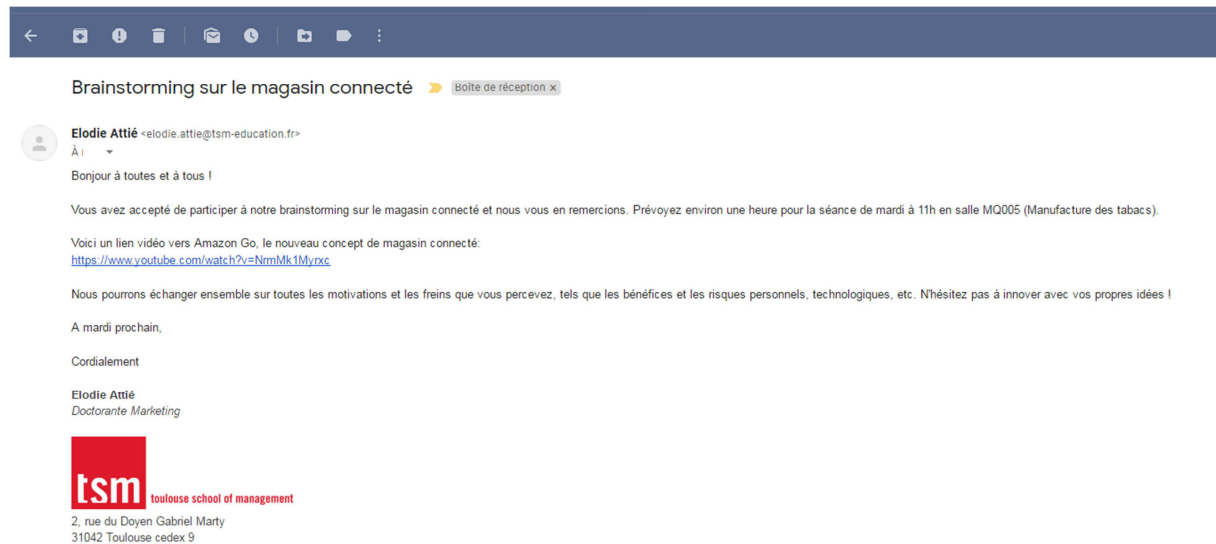 Brainstorming sur le magasin connecté
Boîte de réception x
Elodie Attié <elodie.attie@tsm-education.fr>
À
Bonjour à toutes et à tous !
Vous avez accepté de participer à notre brainstorming sur le magasin connecté et nous vous en remercions. Prévoyez environ une heure pour la séance de mardi à 11h en salle MQ005 (Manufacture des tabacs).
Voici un lien vidéo vers Amazon Go, le nouveau concept de magasin connecté:
https://www.youtube.com/watch?v=NrmMk1Myrxc
Nous pourrons échanger ensemble sur toutes les motivations et les freins que vous percevez, tels que les bénéfices et les risques personnels, technologiques, etc. N'hésitez pas à innover avec vos propres idées !
A mardi prochain,
Cordialement
Elodie Attié
Doctorante Marketing
tsm toulouse school of management
2, rue du Doyen Gabriel Marty
31042 Toulouse cedex 9